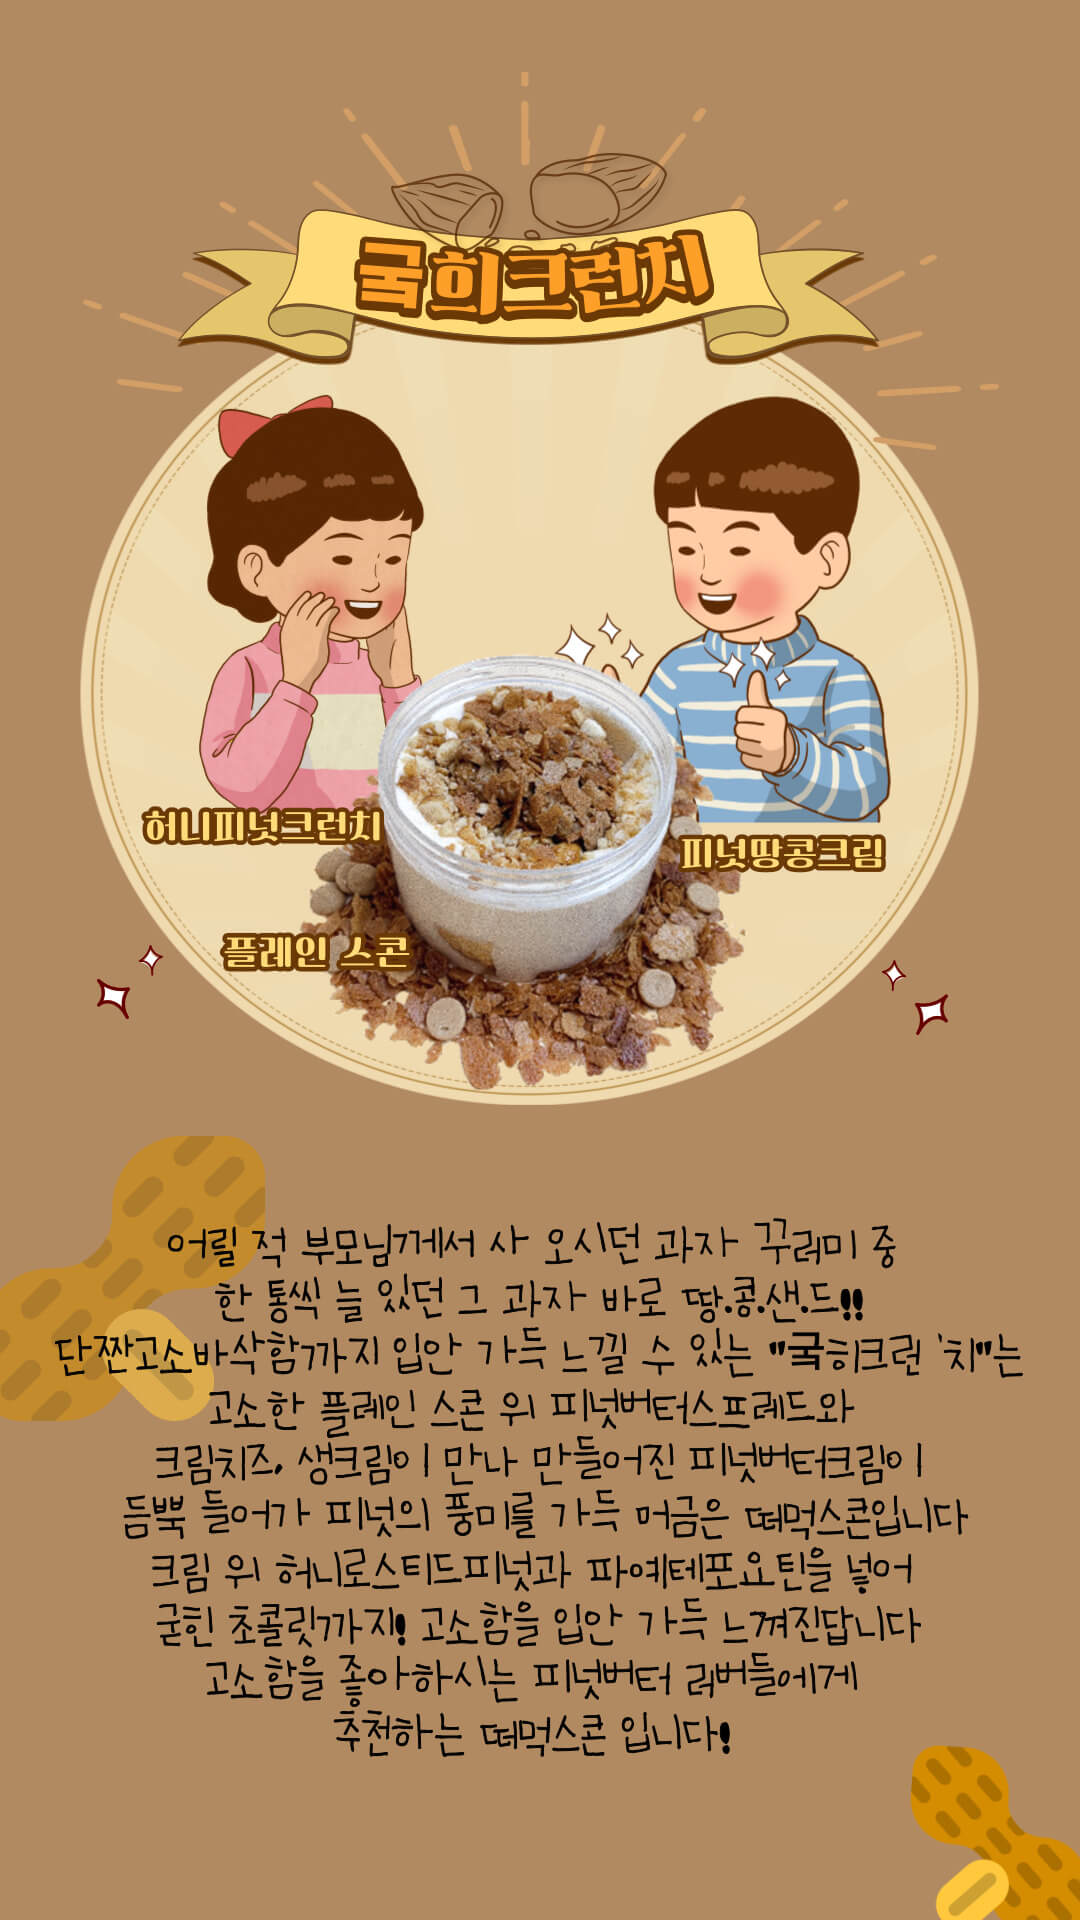 국희크런치
허니피넛크런치
피넛땅콩크림
플레인 스콘
어릴 적 부모님께서 사 오시던 과자 꾸러미 중
한 통씩 늘 있던 그 과자 바로 땅.콩.샌.드!!
단짠고소바삭함까지 입안 가득 느낄 수 있는 "국희크런치"는
고소한 플레인 스콘 위 피넛버터스프레드와
크림치즈, 생크림이 만나 만들어진 피넛버터크림이
듬뿍 들어가 피넛의 풍미를 가득 머금은 떠먹스콘입니다
크림 위 허니로스티드피넛과 파에테포요틴을 넣어
굳힌 초콜릿까지! 고소함을 입안 가득 느껴진답니다
고소함을 좋아하시는 피넛버터 러버들에게
추천하는 떠먹스콘 입니다!